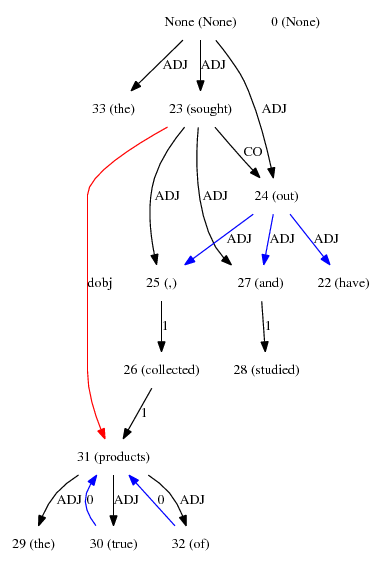 None (None) 0 (None)
ADJ ADJ
33 (the) 23 (sought) ADJ
CO
ADJ ADJ 24 (out)
ADJ ADJ ADJ
dobj 25 (,) 27 (and) 22 (have)
1 1
26 (collected) 28 (studied)
1
31 (products)
ADJ 0 ADJ 0 ADJ
29 (the) 30 (true) 32 (of)